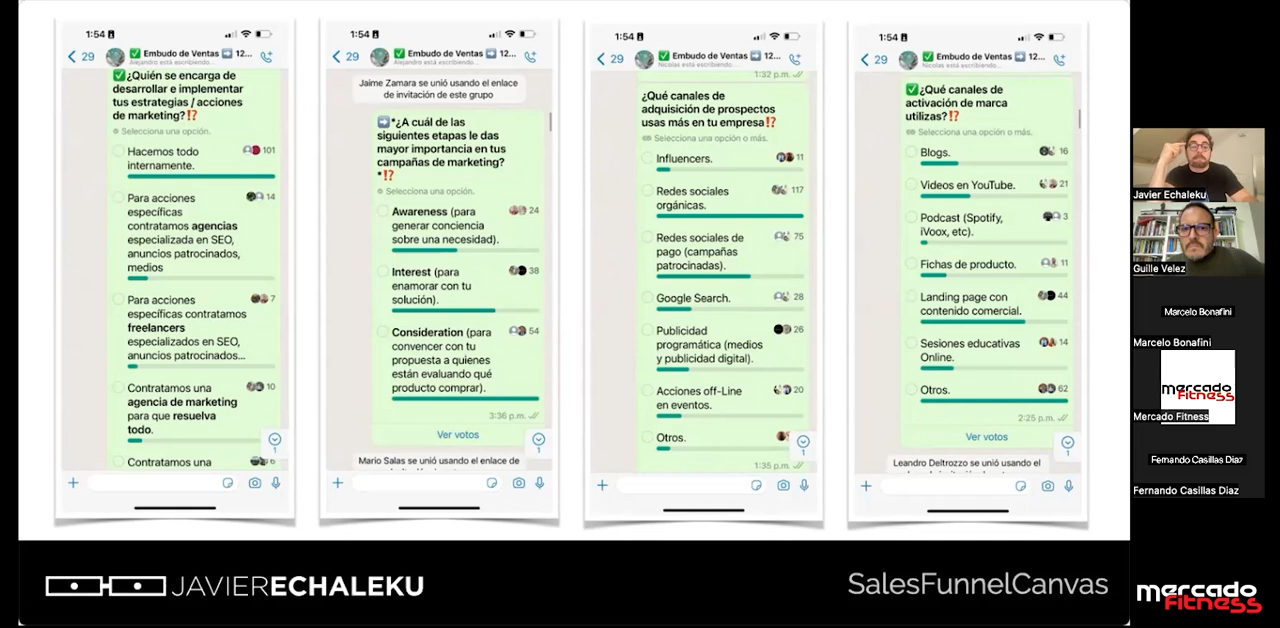 1:54
29
Embudo de Ventas ➡️ 12...
Alejandro está escribiendo...
✅¿Quién se encarga de
desarrollar e implementar
tus estrategias / acciones
de marketing?⁉️
Selecciona una opción.
Hacemos todo
internamente.
101
Para acciones
específicas
contratamos agencias
especializada en SEO,
anuncios patrocinados,
medios
14
Para acciones
específicas contratamos
freelancers
especializados en SEO,
anuncios patrocinados...
7
Contratamos una
agencia de marketing
para que resuelva
todo.
10
Contratamos una
6
1
1:54
29
Embudo de Ventas ➡️ 12...
Alejandro está escribiendo...
Jaime Zamara se unió usando el enlace
de invitación de este grupo
➡️*¿A cuál de las
siguientes etapas le das
mayor importancia en tus
campañas de marketing?
*⁉️
Selecciona una opción.
Awareness (para
generar conciencia
sobre una necesidad).
24
Interest (para
enamorar con tu
solución).
38
Consideration (para
convencer con tu
propuesta a quienes
están evaluando qué
producto comprar).
54
3:36 p.m.
Ver votos
1
Mario Salas se unió usando el enlace de
1:54
29
Embudo de Ventas ➡️ 12...
Nicolas está escribiendo...
1:32 p.m.
¿Qué canales de
adquisición de prospectos
usas más en tu empresa⁉️
Selecciona una opción o más.
Influencers.
11
Redes sociales
orgánicas.
117
Redes sociales de
pago (campañas
patrocinadas).
75
Google Search.
28
Publicidad
programática (medios
y publicidad digital).
26
Acciones off-Line
en eventos.
20
Otros.
1
1:35 p.m.
1:54
29
Embudo de Ventas ➡️ 12...
Nicolas está escribiendo...
✅¿Qué canales de
activación de marca
utilizas?⁉️
Selecciona una opción o más.
Blogs.
16
Videos en YouTube.
21
Podcast (Spotify,
iVoox, etc).
3
Fichas de producto.
11
Landing page con
contenido comercial.
44
Sesiones educativas
Online.
14
Otros.
62
2:25 p.m.
Ver votos
1
Leandro Deltrozzo se unió usando el
JAVIERECHALEKU
SalesFunnelCanvas
Javier Echaleku
Guille Velez
Marcelo Bonafini
Marcelo Bonafini
mercado
fitness
Mercado Fitness
Fernando Casillas Diaz
Fernando Casillas Diaz
mercado
fitness